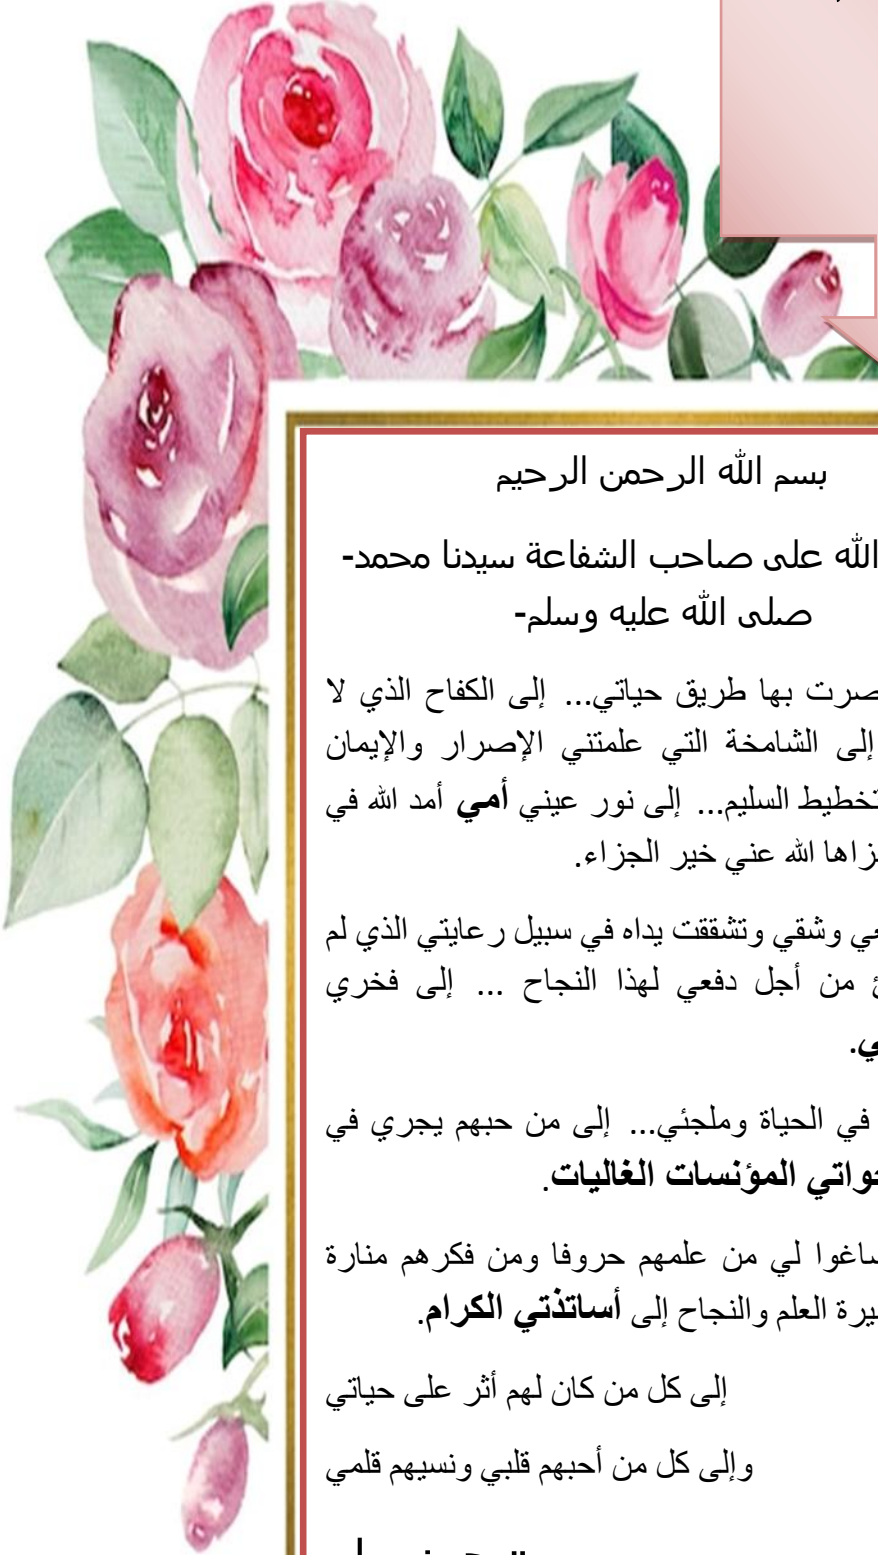 بسم الله الرحمن الرحيم
الله على صاحب الشفاعة سيدنا محمد-
صلى الله عليه وسلم-
صرت بها طريق حياتي... إلى الكفاح الذي لا
إلى الشامخة التي علمتني الإصرار والإيمان
تخطيط السليم... إلى نور عيني أمي أمد الله في
زاها الله عني خير الجزاء.
عي وشقي وتشققت يداه في سبيل رعايتي الذي لم
من أجل دفعي لهذا النجاح ... إلى فخري
ي.
في الحياة وملجئي... إلى من حبهم يجري في
خواتي المؤنسات الغاليات.
صاغوا لي من علمهم حروفا ومن فكرهم منارة
يرة العلم والنجاح إلى أساتذتي الكرام.
إلى كل من كان لهم أثر على حياتي
وإلى كل من أحبهم قلبي ونسيهم قلمي